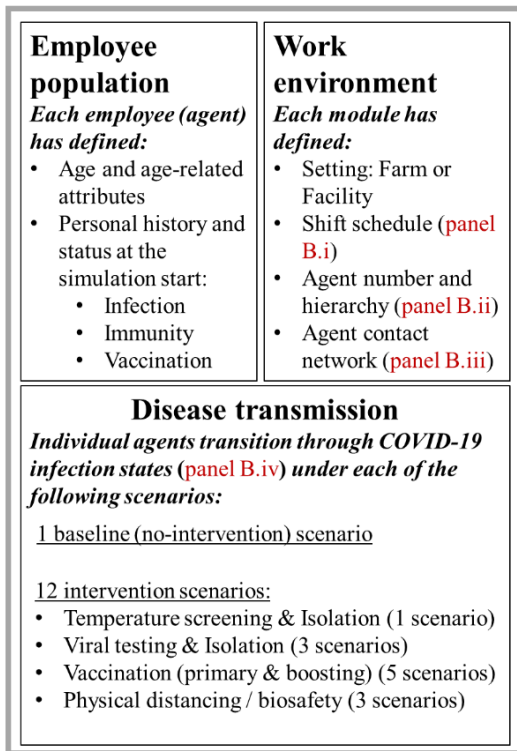 Employee
population
Each employee (agent)
has defined:
• Age and age-related
attributes
• Personal history and
status at the
simulation start:
• Infection
• Immunity
• Vaccination
Work
environment
Each module has
defined:
• Setting: Farm or
Facility
• Shift schedule (panel
B.i)
• Agent number and
hierarchy (panel B.ii)
• Agent contact
network (panel B.iii)
Disease transmission
Individual agents transition through COVID-19
infection states (panel B.iv) under each of the
following scenarios:
1 baseline (no-intervention) scenario
12 intervention scenarios:
• Temperature screening & Isolation (1 scenario)
• Viral testing & Isolation (3 scenarios)
• Vaccination (primary & boosting) (5 scenarios)
• Physical distancing / biosafety (3 scenarios)